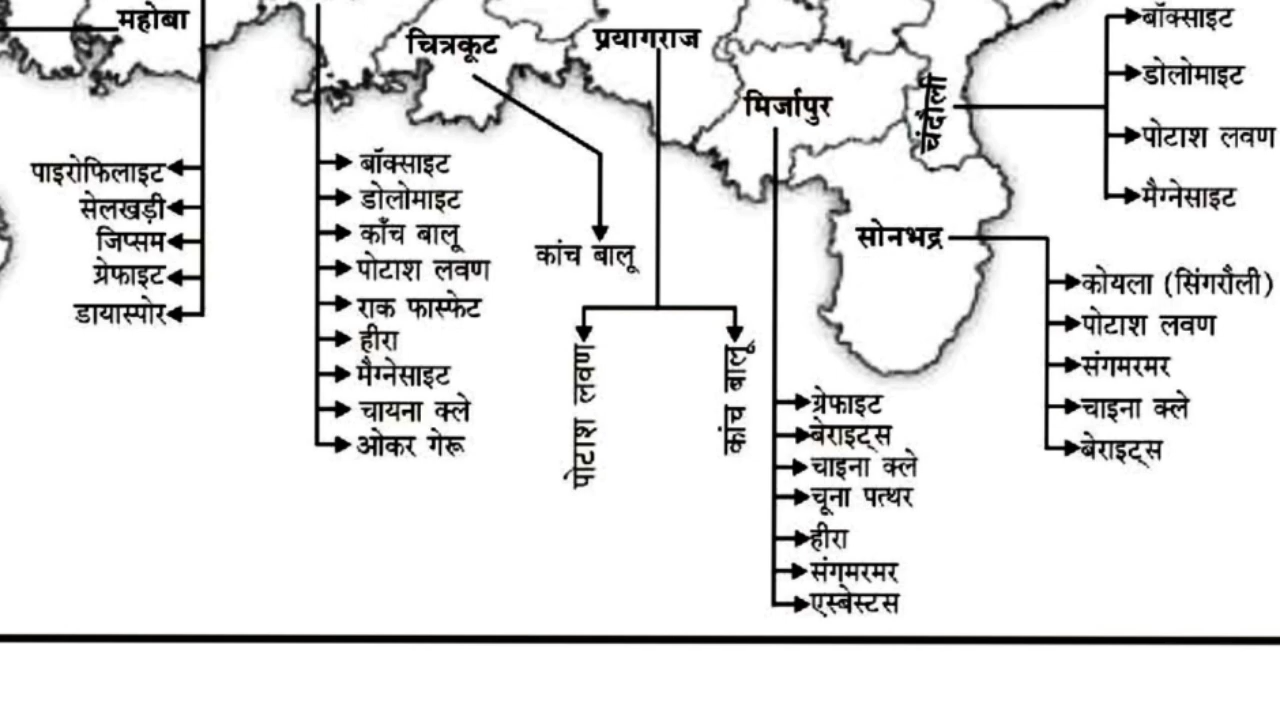 महोबा
चित्रकूट
प्रयागराज
मिर्जापुर
चंदौली
सोनभद्र
पाइरोफिलाइट
सेलखड़ी
जिप्सम
ग्रेफाइट
डायास्पोर
बॉक्साइट
डोलोमाइट
काँच बालू
पोटाश लवण
राक फास्फेट
हीरा
मैग्नेसाइट
चायना क्ले
ओकर गेरू
कांच बालू
पोटाश लवण
कांच बालू
ग्रेफाइट
बेराइट्स
चाइना क्ले
चूना पत्थर
हीरा
संगमरमर
एस्बेस्टस
बॉक्साइट
डोलोमाइट
पोटाश लवण
मैग्नेसाइट
कोयला (सिंगरौली)
पोटाश लवण
संगमरमर
चाइना क्ले
बेराइट्स